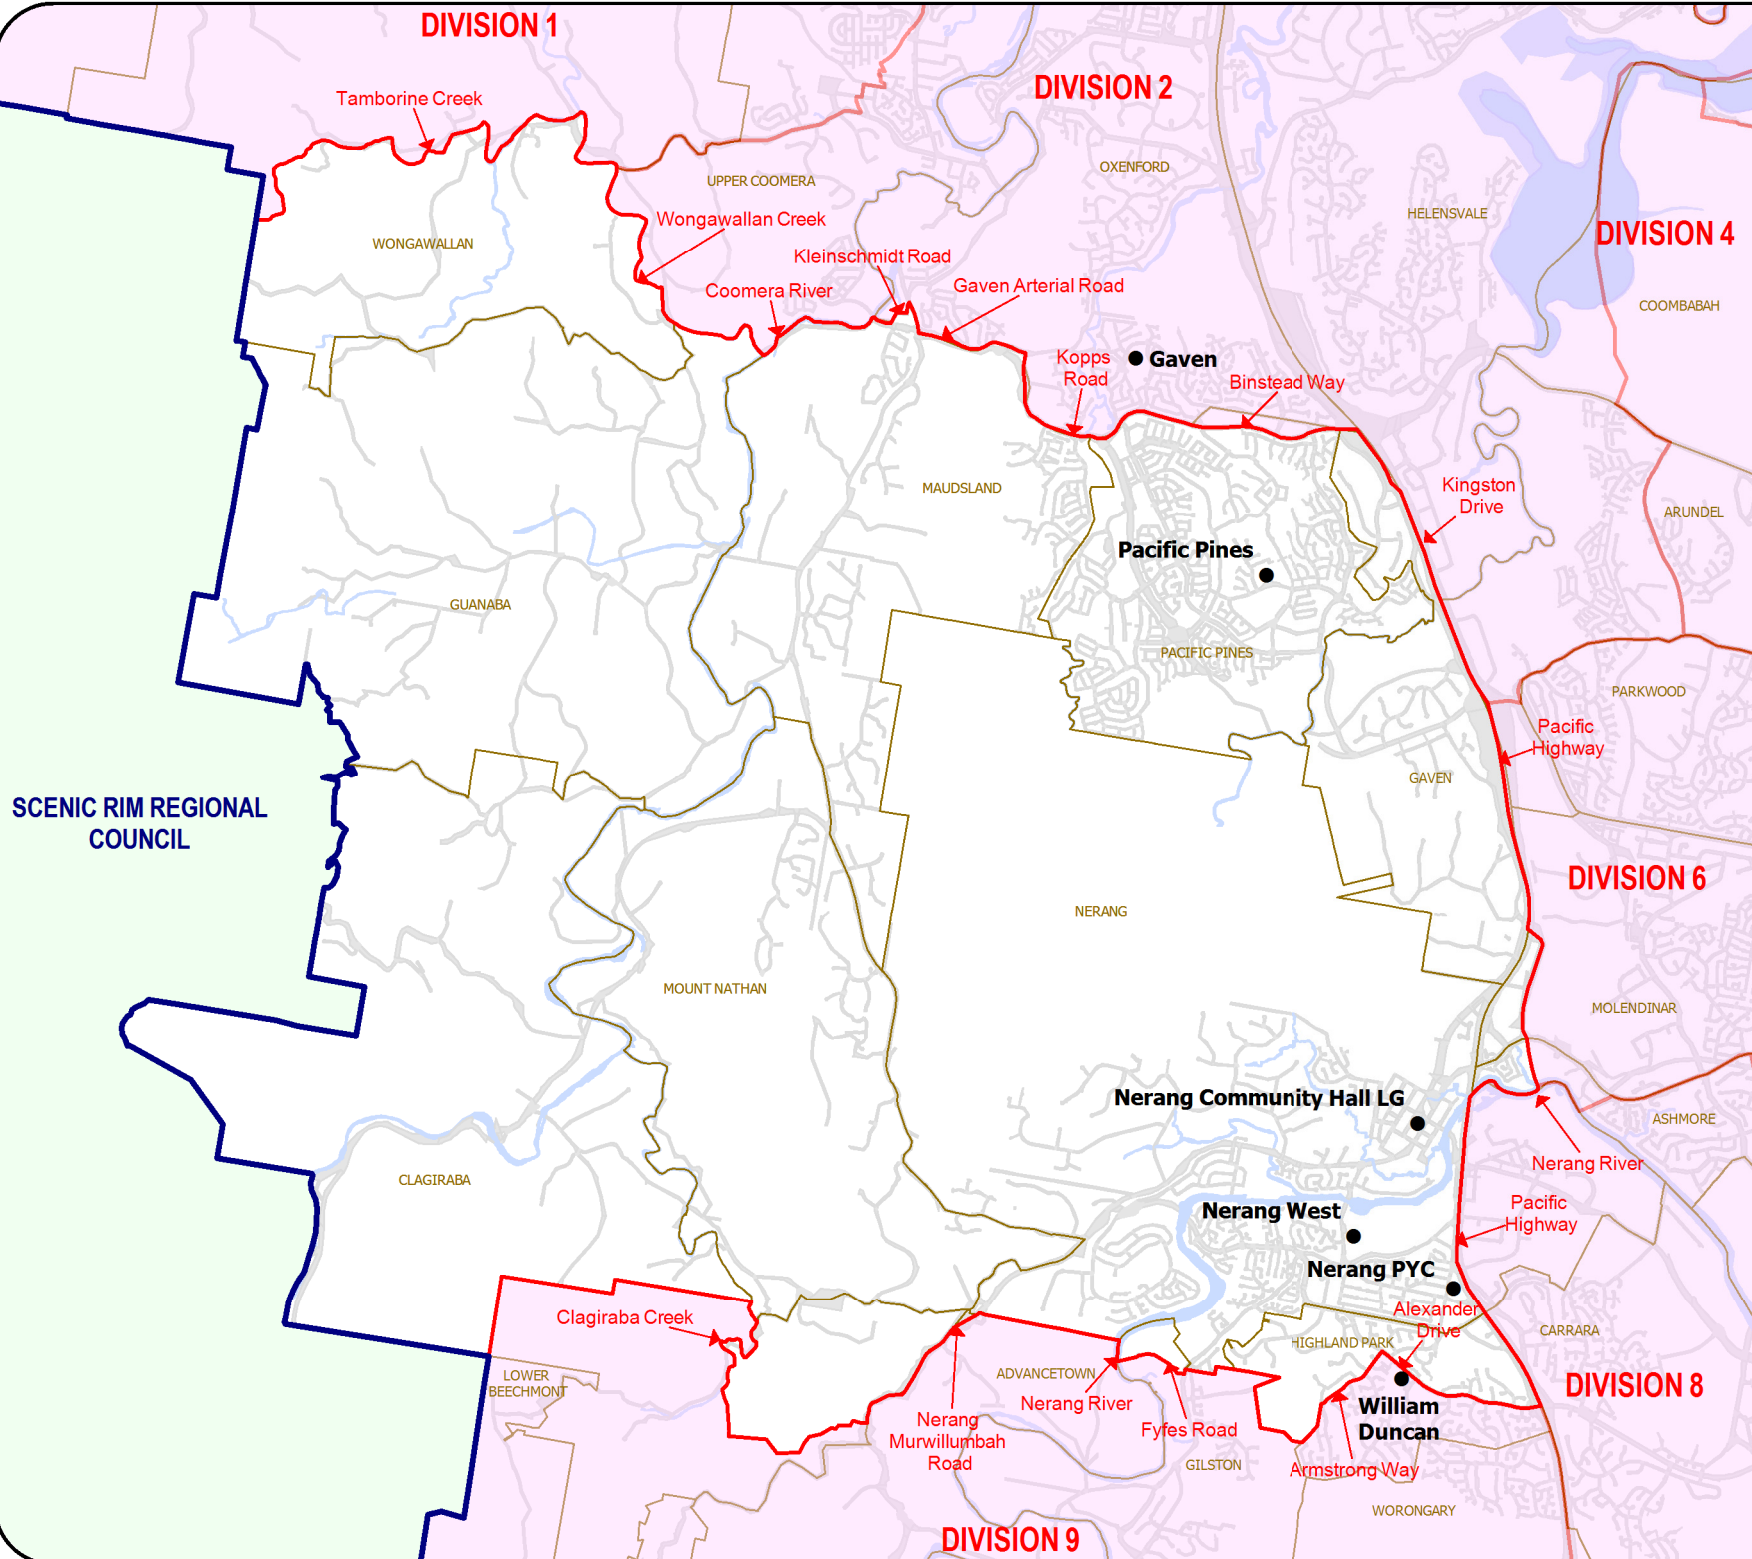 DIVISION 1
DIVISION 2
Tamborine Creek
OXENFORD
UPPER COOMERA
HELENSVALE
Wongawallan Creek
WONGAWALLAN
DIVISION 4
Kleinschmidt Road
Coomera River
Gaven Arterial Road
COOMBABAH
Kopps
Road
Gaven
Binstead Way
MAUDSLAND
Kingston
Drive
ARUNDEL
Pacific Pines
GUANABA
PACIFIC PINES
PARKWOOD
Pacific
Highway
GAVEN
SCENIC RIM REGIONAL
COUNCIL
DIVISION 6
NERANG
MOUNT NATHAN
MOLENDINAR
Nerang Community Hall LG
ASHMORE
Nerang River
CLAGIRABA
Nerang West
Pacific
Highway
Nerang PYC
Clagiraba Creek
Alexander
Drive
CARRARA
HIGHLAND PARK
LOWER
BEECHMONT
ADVANCETOWN
DIVISION 8
Nerang River
William
Duncan
Nerang
Murwillumbah
Road
Fyfes Road
GILSTON
Armstrong Way
WORONGARY
DIVISION 9